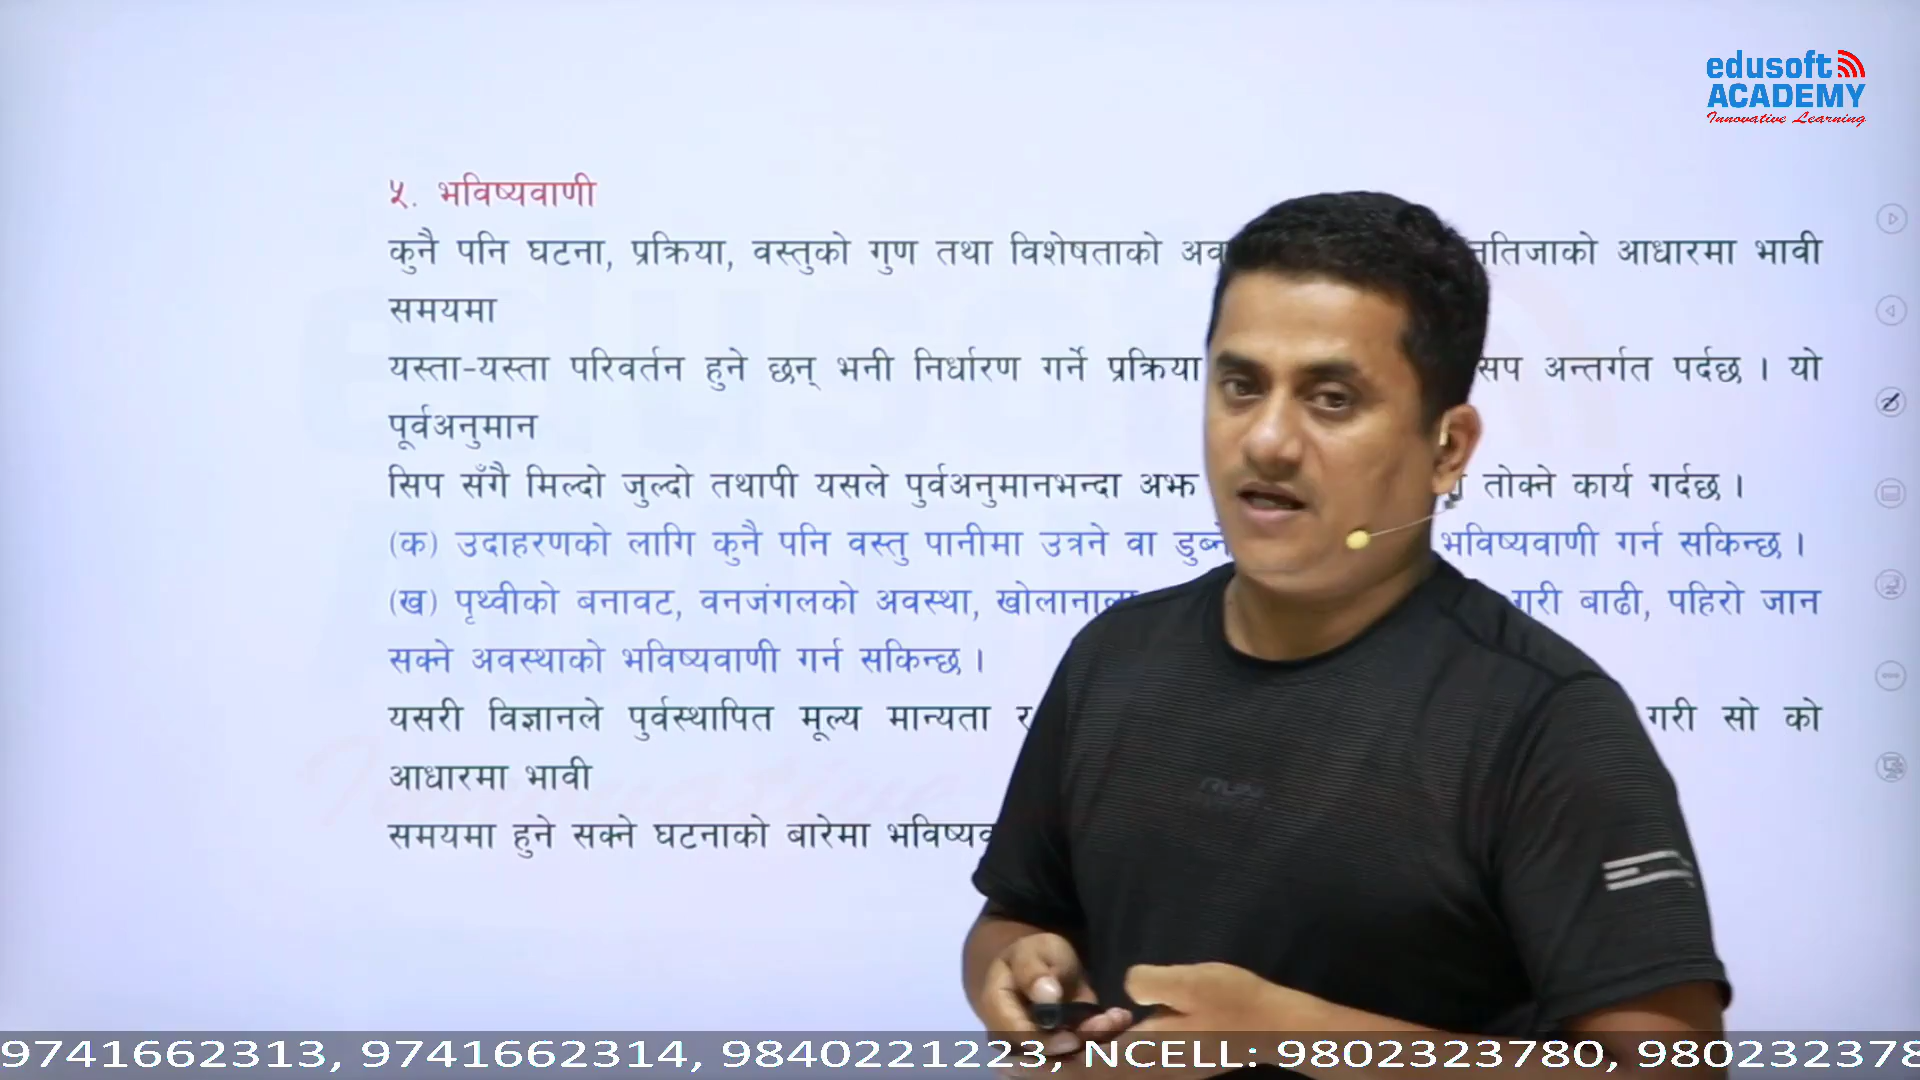 edusoft
ACADEMY
Innovative Learning
५. भविष्यवाणी
कुनै पनि घटना, प्रक्रिया, वस्तुको गुण तथा विशेषताको नतिजाको आधारमा भावी
समयमा
यस्ता-यस्ता परिवर्तन हुने छन् भनी निर्धारण गर्ने प्रक्रिया अन्तर्गत पर्दछ । यो
पूर्वअनुमान
सिप सँगै मिल्दो जुल्दो तथापी यसले पुर्वअनुमानभन्दा अझ तोक्ने कार्य गर्दछ ।
(क) उदाहरणको लागि कुनै पनि वस्तु पानीमा उत्रने वा डुब्ने भविष्यवाणी गर्न सकिन्छ ।
(ख) पृथ्वीको बनावट, वनजंगलको अवस्था, गरी बाढी, पहिरो जान
सक्ने अवस्थाको भविष्यवाणी गर्न सकिन्छ ।
यसरी विज्ञानले पुर्वस्थापित मूल्य मान्यता गरी सो को
आधारमा भावी
समयमा हुने सक्ने घटनाको बारेमा
9741662313, 9741662314, 9840221223, NCELL: 9802323780, 980232378